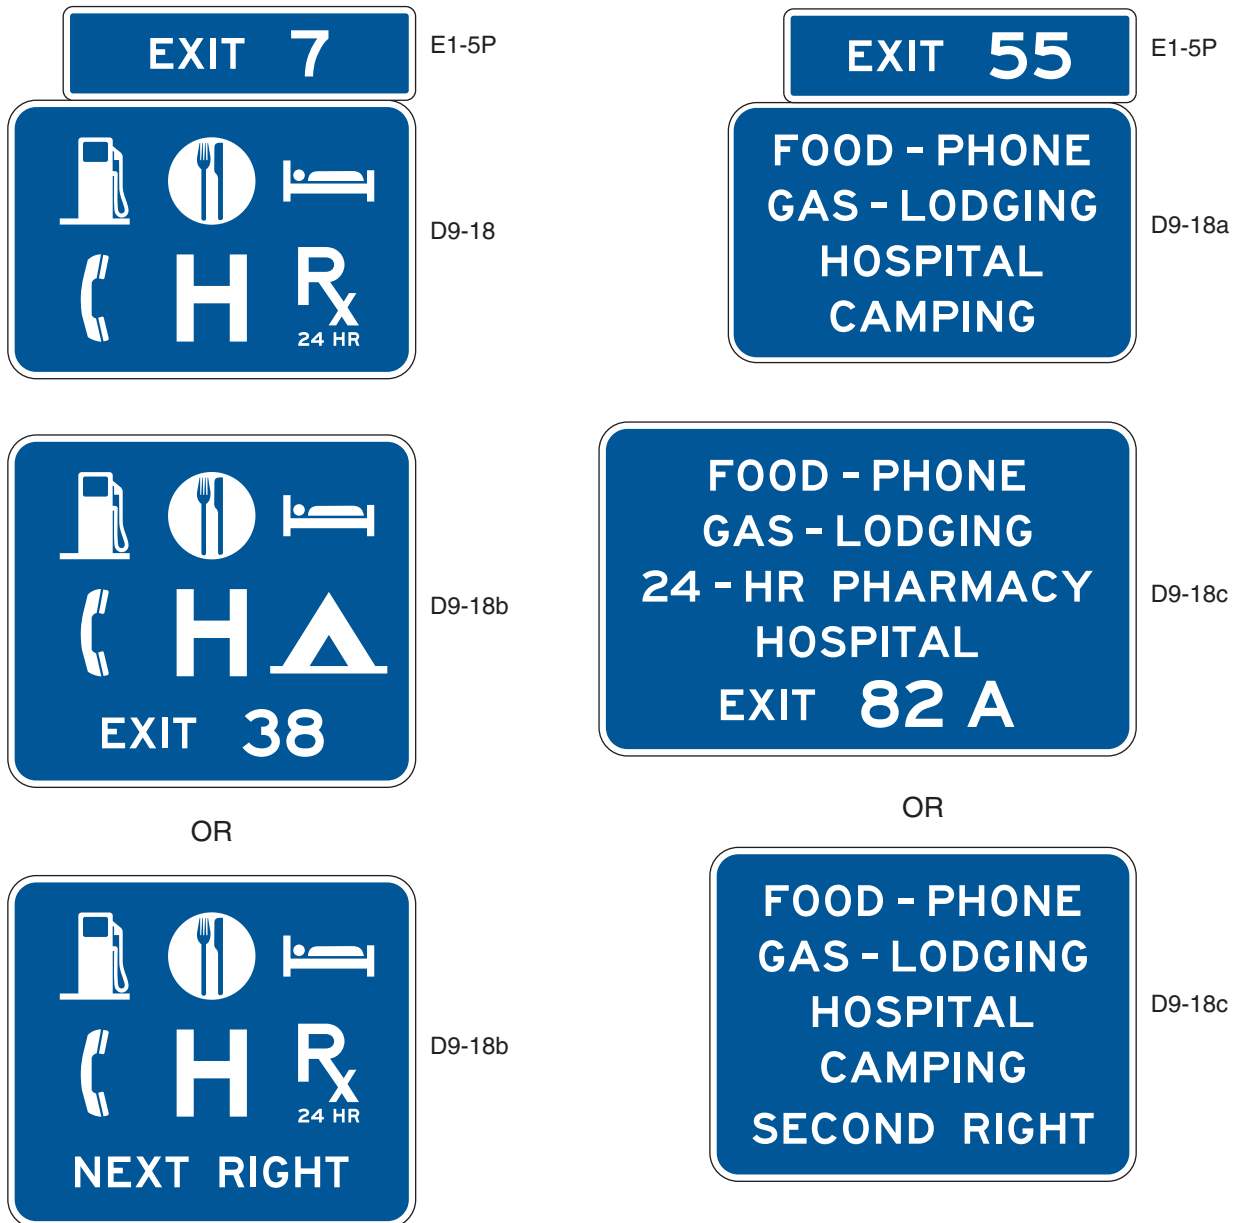 EXIT 7
E1-5P
H
Rx
24 HR
D9-18
H
EXIT 38
D9-18b
OR
H
Rx
24 HR
NEXT RIGHT
D9-18b
EXIT 55
E1-5P
FOOD - PHONE
GAS - LODGING
HOSPITAL
CAMPING
D9-18a
FOOD - PHONE
GAS - LODGING
24 - HR PHARMACY
HOSPITAL
EXIT 82 A
D9-18c
OR
FOOD - PHONE
GAS - LODGING
HOSPITAL
CAMPING
SECOND RIGHT
D9-18c